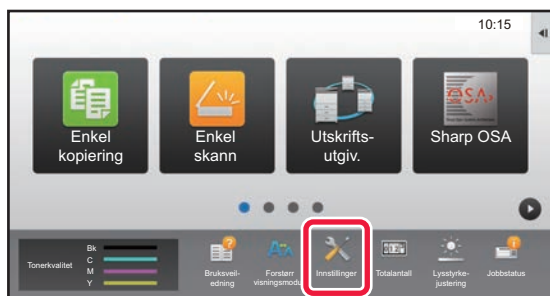 10:15
Enkel
kopiering
Enkel
skann
Utskrifts-
utgiv.
Sharp OSA
OSA
Tonerkvalitet
Bk
C
M
Y
Bruksveil-
edning
Forstørr
visningsmodus
Innstillinger
Totalantall
Lysstyrke-
justering
Jobbstatus